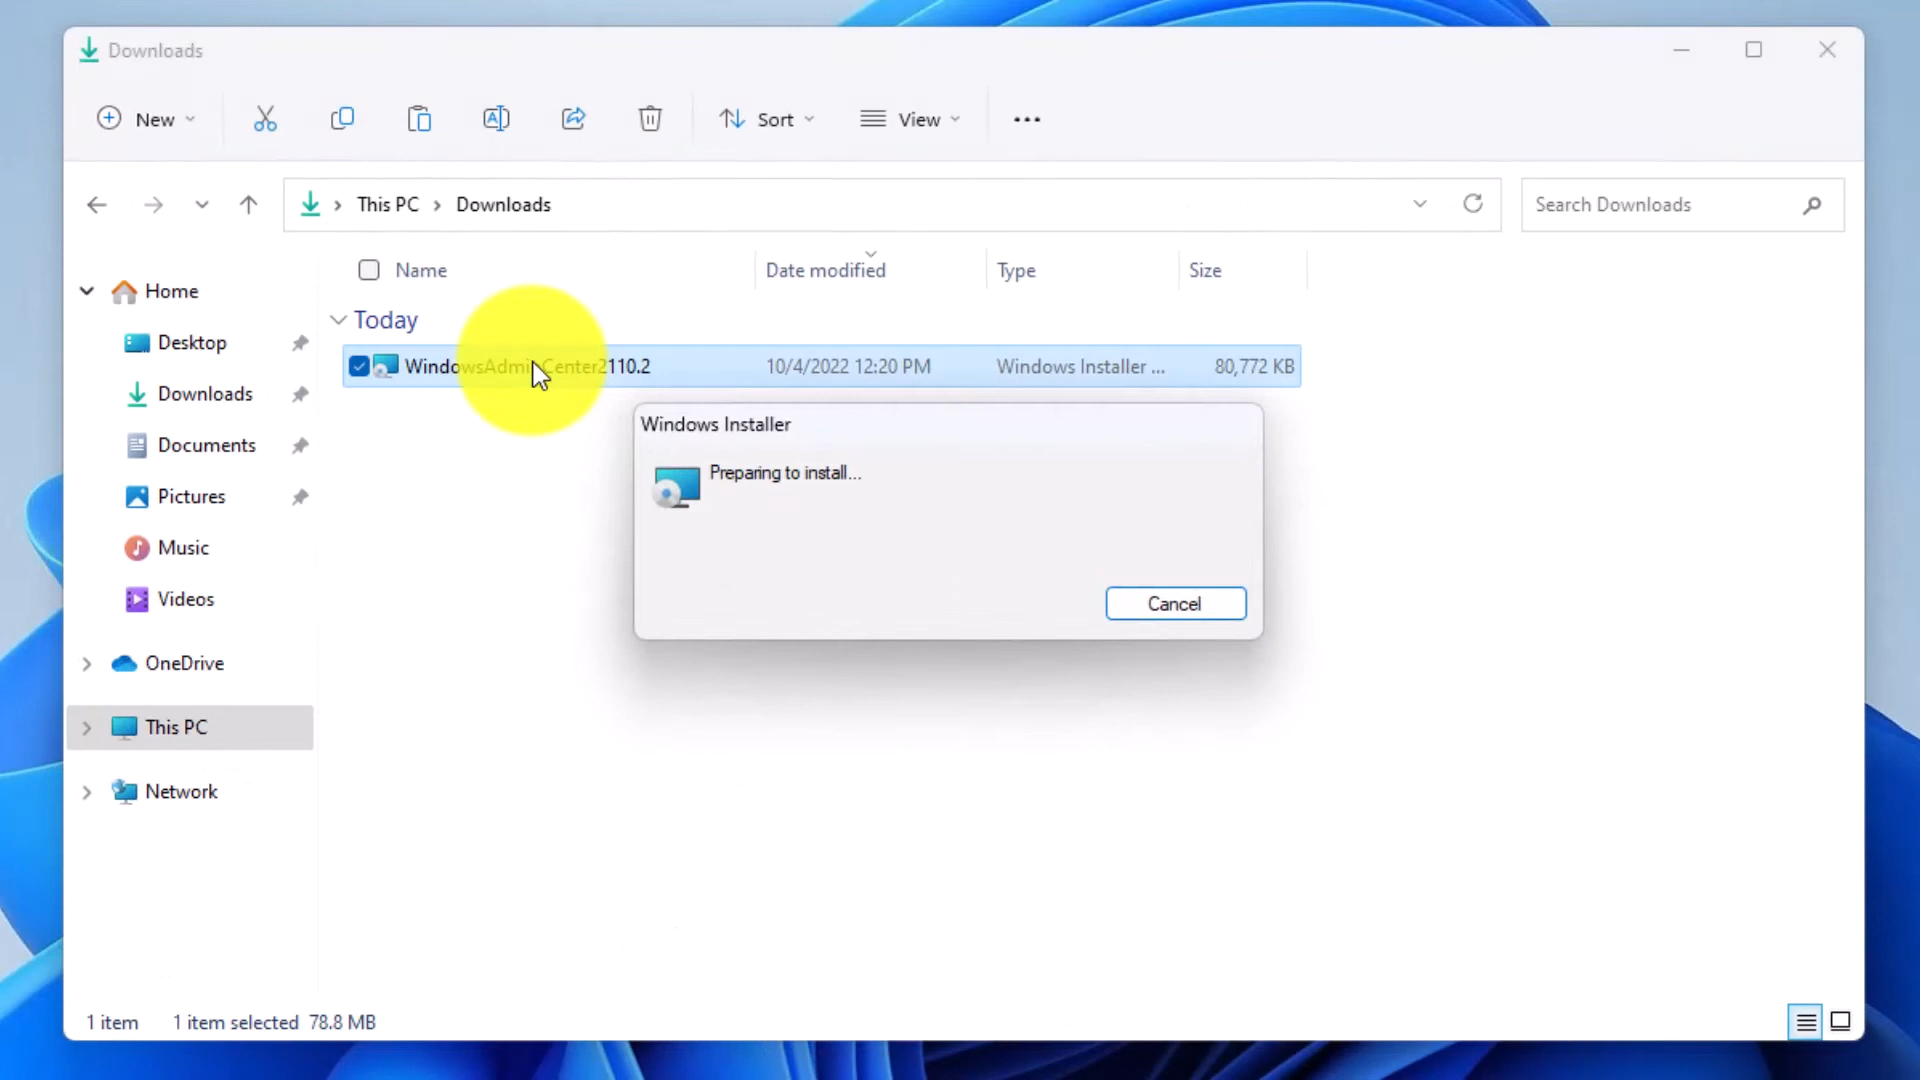 Downloads
New
Sort
View
This PC
Downloads
Search Downloads
Name
Date modified
Type
Size
Home
Today
Desktop
WindowsAdminCenter2110.2
10/4/2022 12:20 PM
Windows Installer ...
80,772 KB
Downloads
Windows Installer
Documents
Preparing to install...
Pictures
Music
Videos
Cancel
OneDrive
This PC
Network
1 item
1 item selected
78.8 MB